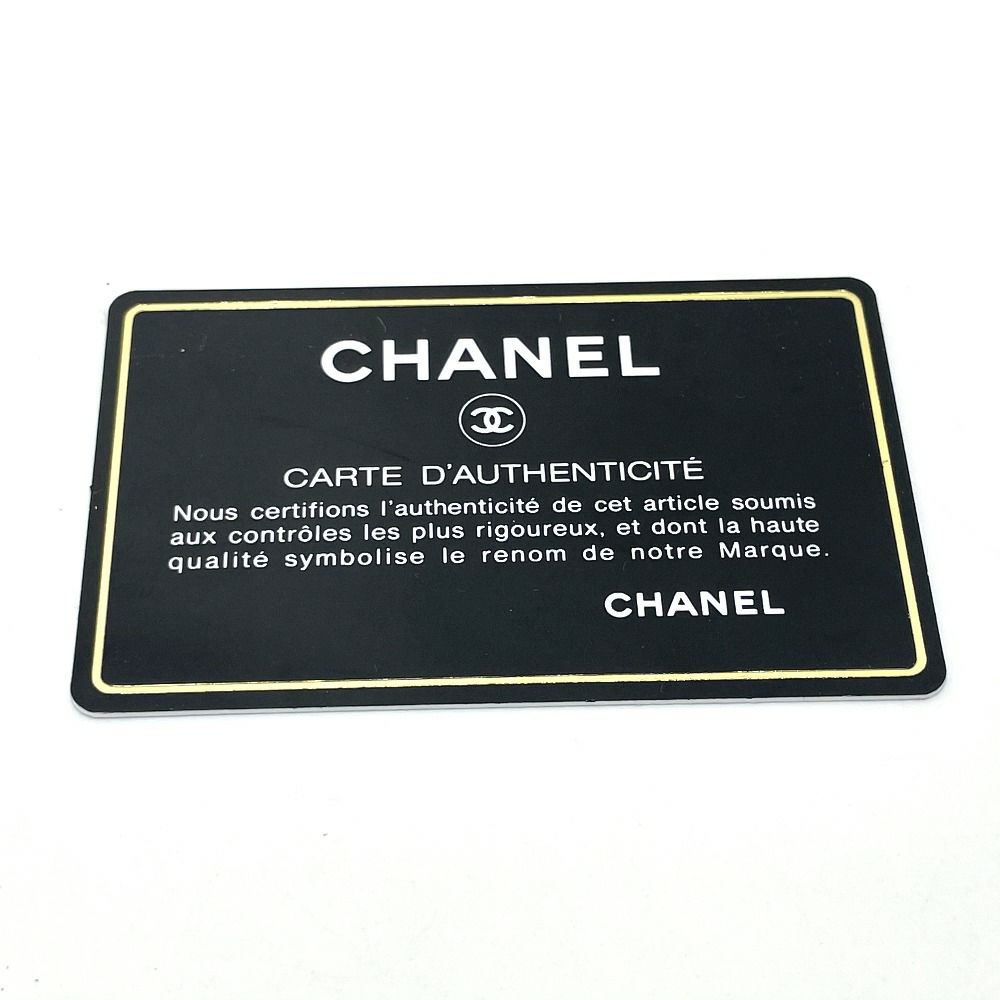 CHANEL
CARTE D'AUTHENTICITÉ
Nous certifions l'authenticité de cet article soumis
aux contrôles les plus rigoureux, et dont la haute
qualité symbolise le renom de notre Marque.
CHANEL